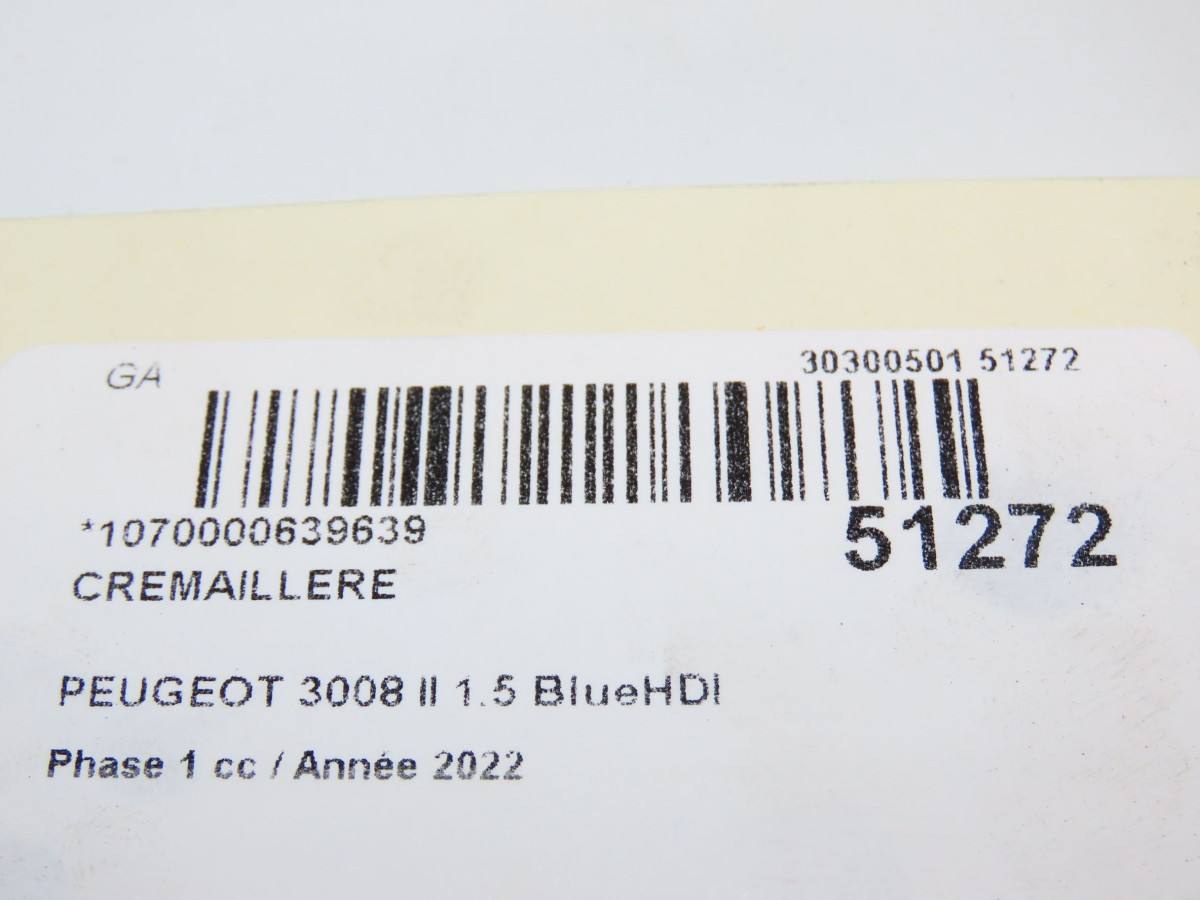 GA
30300501 51272
*1070000639639
51272
CREMAILLERE
PEUGEOT 3008 II 1.5 BlueHDI
Phase 1 cc / Année 2022